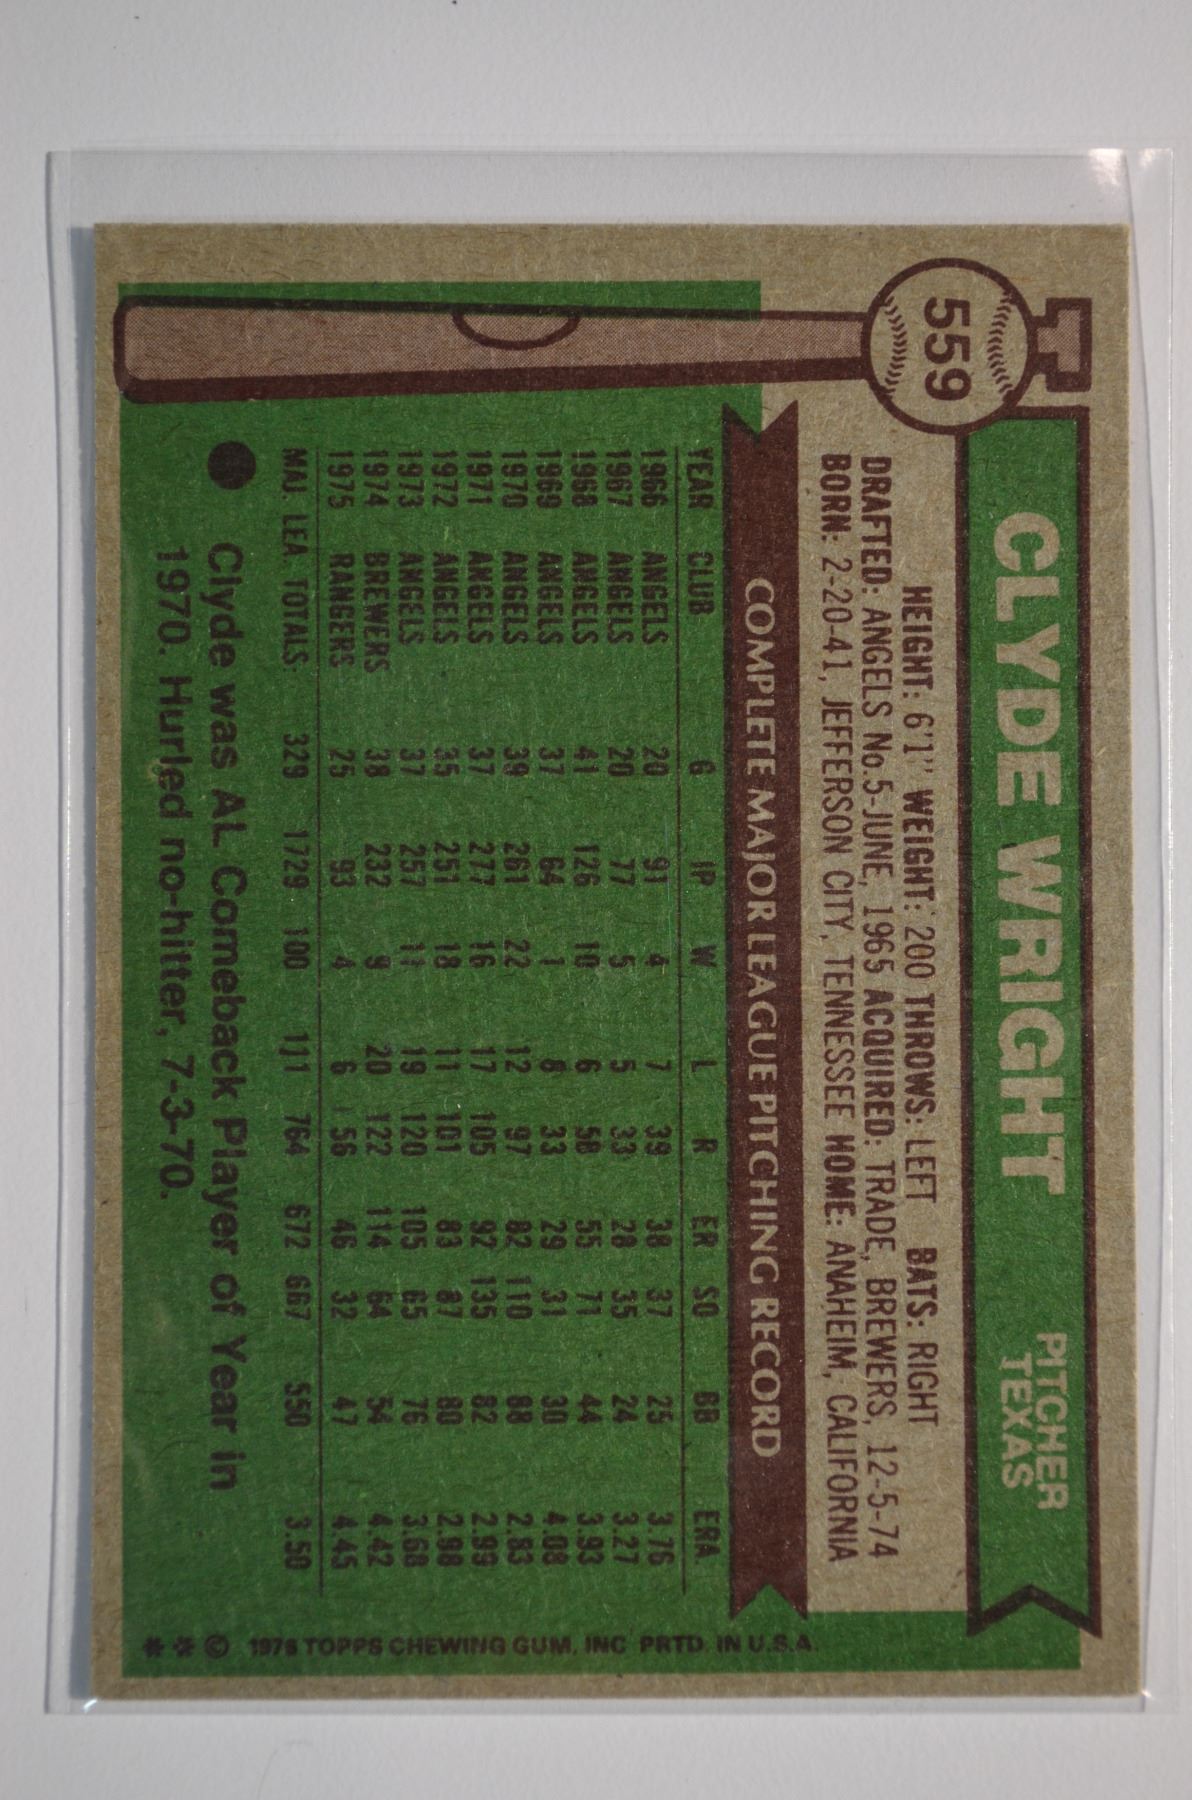 559
CLYDE WRIGHT
PITCHER
TEXAS
HEIGHT: 6'1" WEIGHT: 200 THROWS: LEFT BATS: RIGHT
DRAFTED: ANGELS No.5-JUNE, 1965 ACQUIRED: TRADE, BREWERS, 12-5-74
BORN: 2-20-41, JEFFERSON CITY, TENNESSEE HOME: ANAHEIM, CALIFORNIA
COMPLETE MAJOR LEAGUE PITCHING RECORD
YEAR CLUB G IP W L R ER SO BB ERA
1966 ANGELS 20 91 4 7 39 38 37 25 3.76
1967 ANGELS 20 77 5 5 33 28 35 24 3.27
1968 ANGELS 41 126 10 6 58 55 71 44 3.93
1969 ANGELS 37 64 1 8 33 29 31 30 4.08
1970 ANGELS 39 261 22 12 97 82 110 88 2.83
1971 ANGELS 37 277 16 17 105 92 135 82 2.99
1972 ANGELS 35 251 18 11 101 83 87 80 2.98
1973 ANGELS 37 257 11 19 120 105 65 76 3.68
1974 BREWERS 38 232 9 20 122 114 64 54 4.42
1975 RANGERS 25 93 4 6 56 46 32 47 4.45
MAJ. LEA. TOTALS 329 1729 100 111 764 672 667 550 3.50
● Clyde was AL Comeback Player of Year in
1970. Hurled no-hitter, 7-3-70.
* * © 1976 TOPPS CHEWING GUM, INC. PRTD. IN U.S.A.